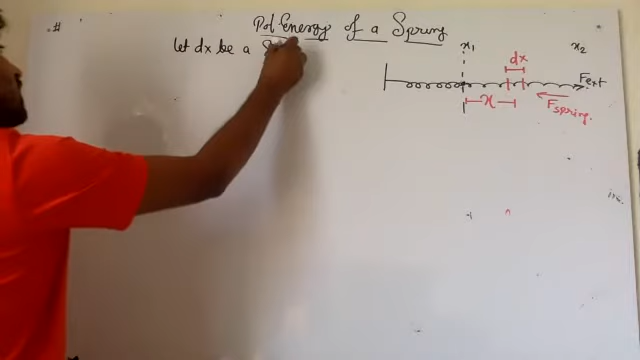 # Pot Energy of a Spring
let dx be a S
x₁
x₂
dx
Fext
x
Fspring.